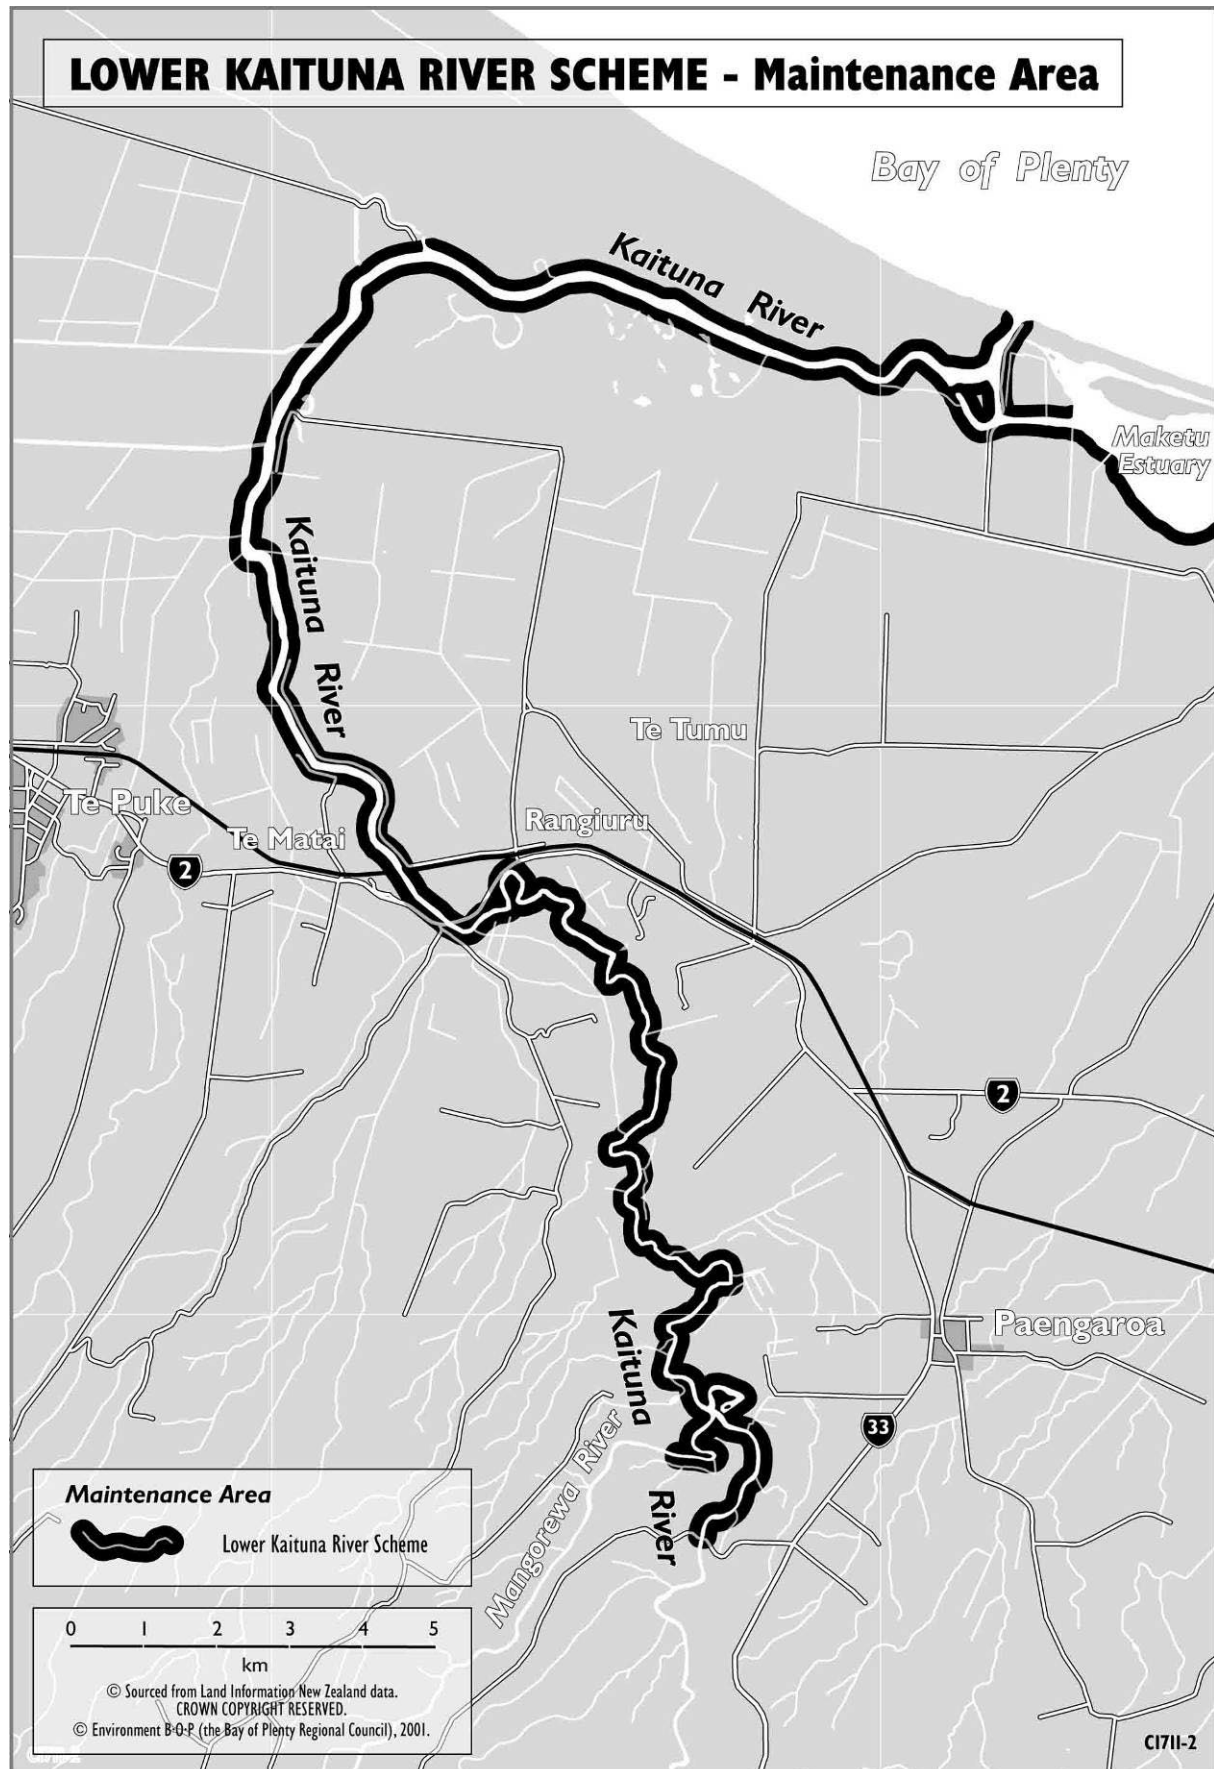 LOWER KAITUNA RIVER SCHEME - Maintenance Area
Bay of Plenty
Kaituna River
Maketu
Estuary
Kaituna River
Te Tumu
Te Puke
Te Matai
Rangiuru
2
2
Paengaroa
Kaituna River
33
Mangorewa River
Maintenance Area
Lower Kaituna River Scheme
0 1 2 3 4 5
km
© Sourced from Land Information New Zealand data.
CROWN COPYRIGHT RESERVED.
© Environment B·O·P (the Bay of Plenty Regional Council), 2001.
C1711-2